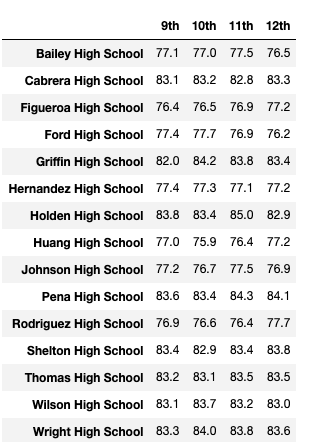 9th 10th 11th 12th
Bailey High School 77.1 77.0 77.5 76.5
Cabrera High School 83.1 83.2 82.8 83.3
Figueroa High School 76.4 76.5 76.9 77.2
Ford High School 77.4 77.7 76.9 76.2
Griffin High School 82.0 84.2 83.8 83.4
Hernandez High School 77.4 77.3 77.1 77.2
Holden High School 83.8 83.4 85.0 82.9
Huang High School 77.0 75.9 76.4 77.2
Johnson High School 77.2 76.7 77.5 76.9
Pena High School 83.6 83.4 84.3 84.1
Rodriguez High School 76.9 76.6 76.4 77.7
Shelton High School 83.4 82.9 83.4 83.8
Thomas High School 83.2 83.1 83.5 83.5
Wilson High School 83.1 83.7 83.2 83.0
Wright High School 83.3 84.0 83.8 83.6